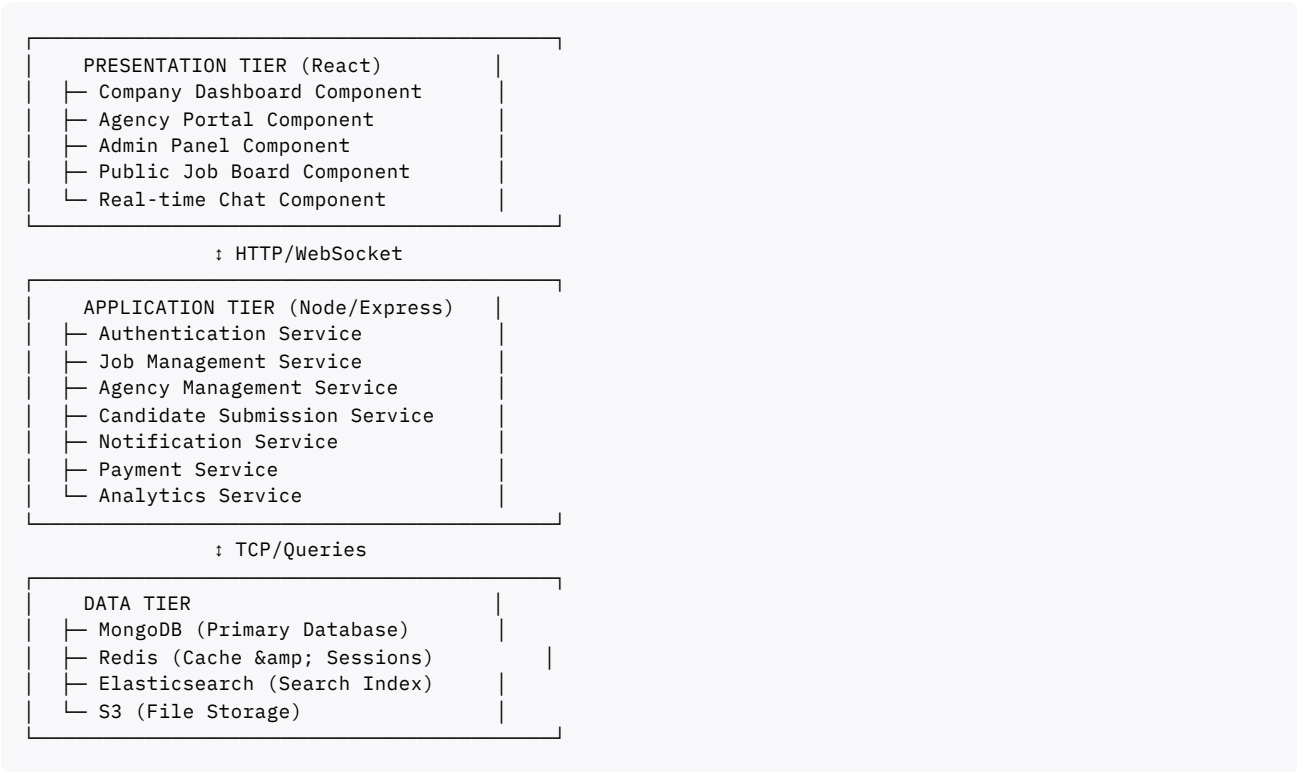 ┌────────────────────────────────────────────┐
│    PRESENTATION TIER (React)         │
│  ├─ Company Dashboard Component      │
│  ├─ Agency Portal Component          │
│  ├─ Admin Panel Component            │
│  ├─ Public Job Board Component       │
│  └─ Real-time Chat Component         │
└────────────────────────────────────────────┘
               ↕ HTTP/WebSocket
┌────────────────────────────────────────────┐
│    APPLICATION TIER (Node/Express)   │
│  ├─ Authentication Service           │
│  ├─ Job Management Service           │
│  ├─ Agency Management Service        │
│  ├─ Candidate Submission Service     │
│  ├─ Notification Service             │
│  ├─ Payment Service                  │
│  └─ Analytics Service                │
└────────────────────────────────────────────┘
               ↕ TCP/Queries
┌────────────────────────────────────────────┐
│    DATA TIER                         │
│  ├─ MongoDB (Primary Database)       │
│  ├─ Redis (Cache &amp; Sessions)         │
│  ├─ Elasticsearch (Search Index)     │
│  └─ S3 (File Storage)                │
└────────────────────────────────────────────┘